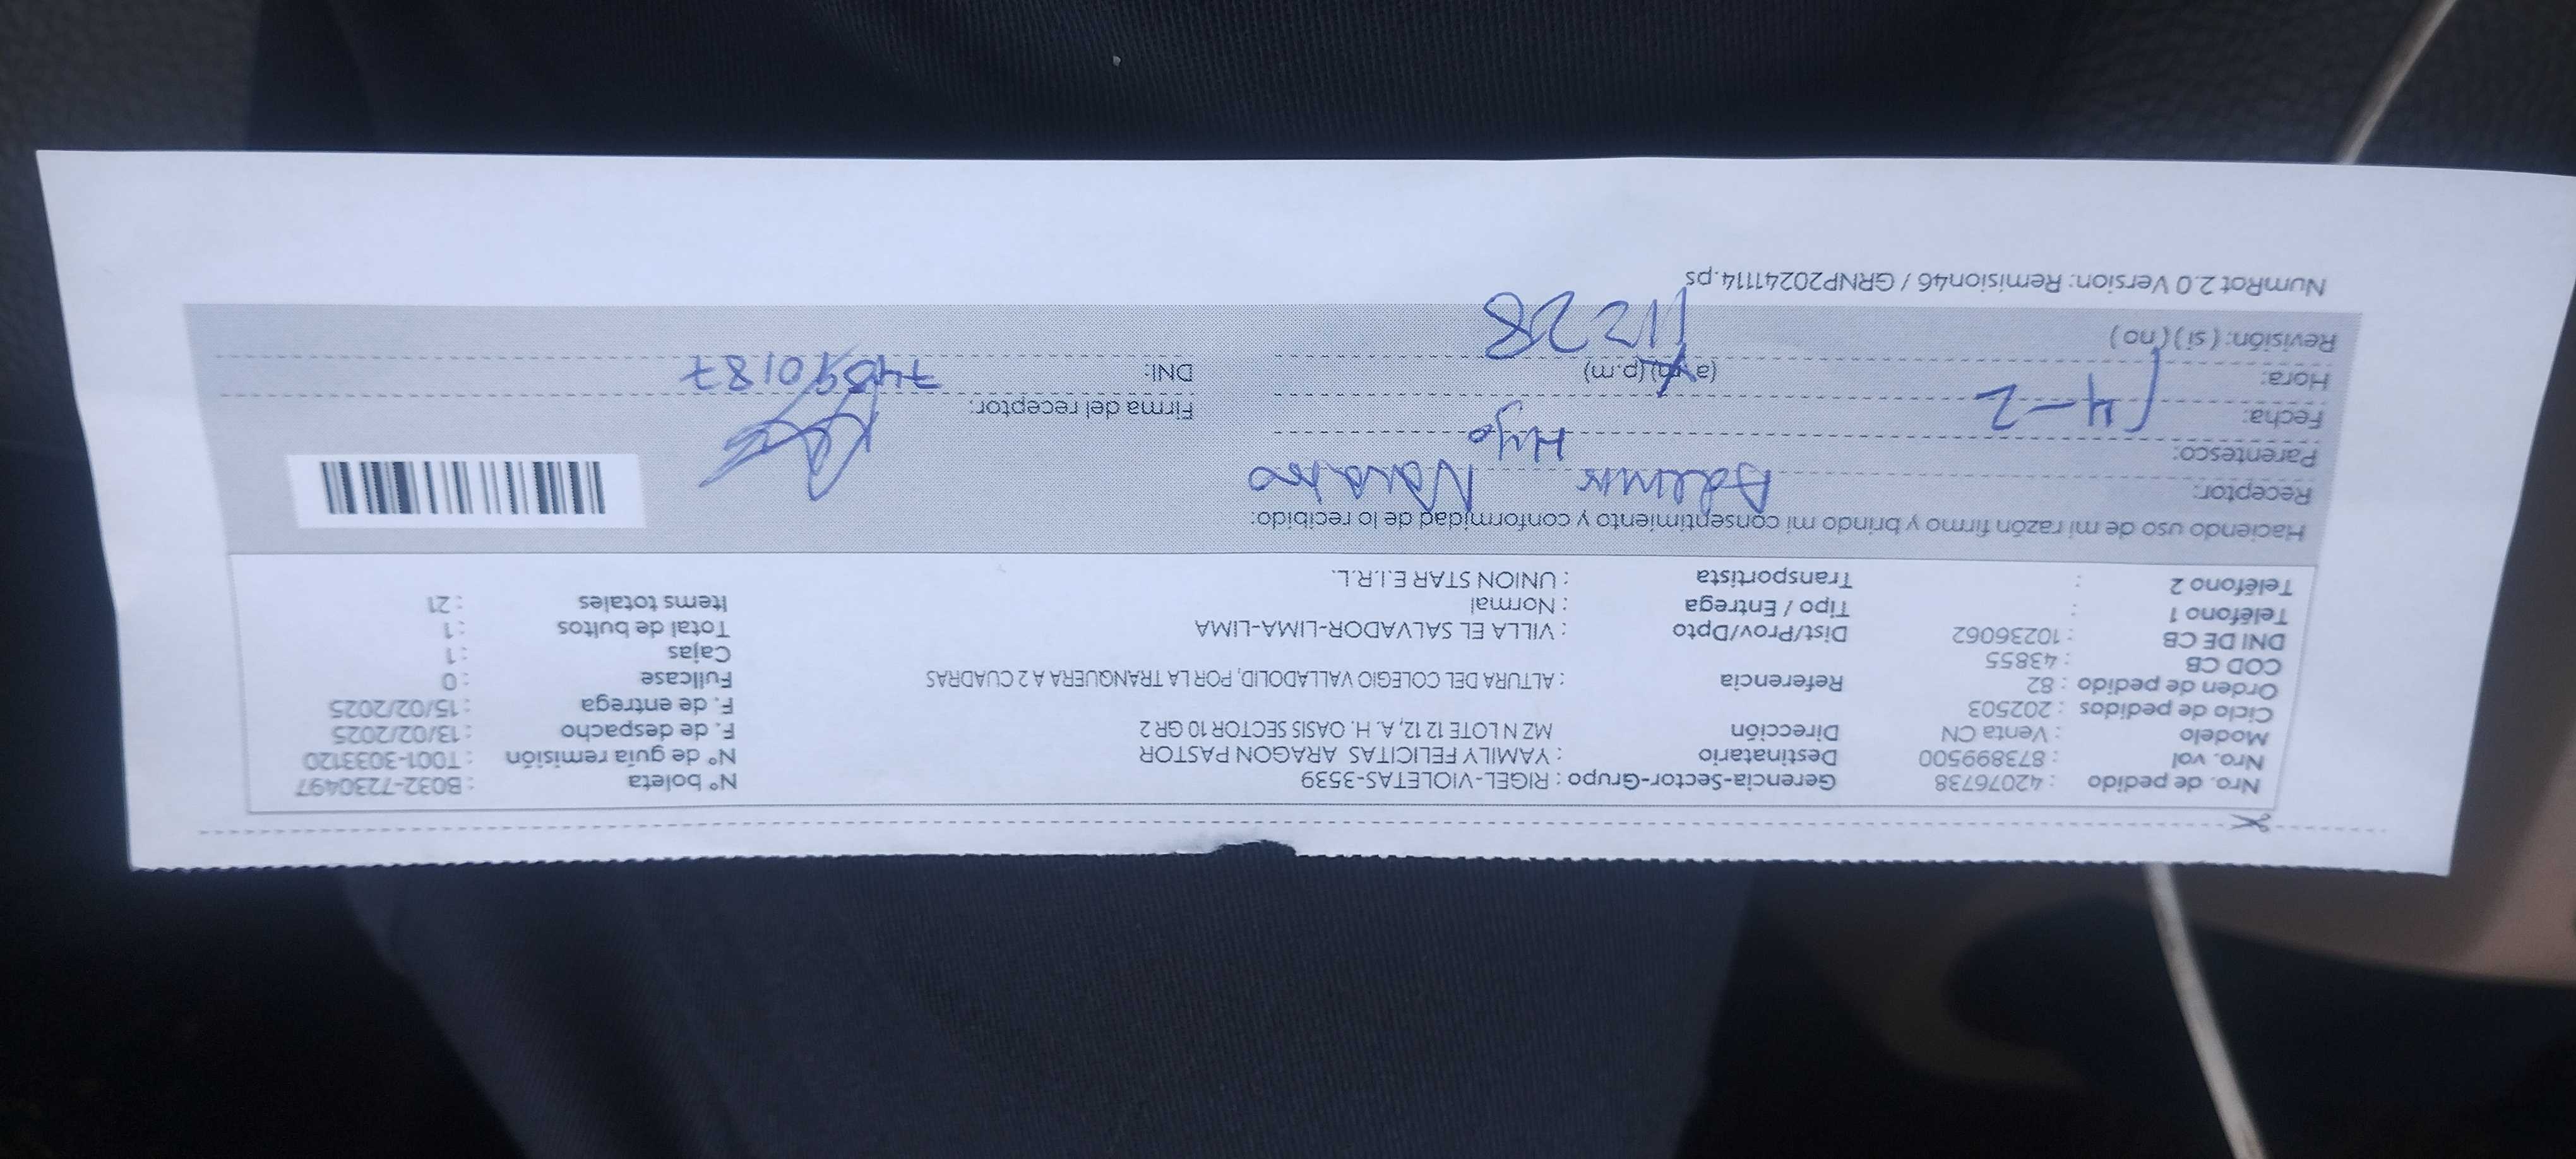 Nro. de pedido : 42076738 Gerencia-Sector-Grupo : RIGEL-VIOLETAS-3539 N° boleta : B032-7230497
Nro. vol : 873899500 Destinatario : YAMILY FELICITAS ARAGON PASTOR N° de guía remisión : T001-3033120
Modelo : Venta CN Dirección MZ N LOTE 12 12, A. H. OASIS SECTOR 10 GR 2 F. de despacho : 13/02/2025
Ciclo de pedidos : 202503 F. de entrega : 15/02/2025
Orden de pedido : 82 Referencia : ALTURA DEL COLEGIO VALLADOLID, POR LA TRANQUERA A 2 CUADRAS Fullcase : 0
COD CB : 43855 Cajas : 1
DNI DE CB : 10236062 Dist/Prov/Dpto : VILLA EL SALVADOR-LIMA-LIMA Total de bultos : 1
Teléfono 1 : Tipo / Entrega : Normal Items totales : 21
Teléfono 2 : Transportista : UNION STAR E.I.R.L.
Haciendo uso de mi razón firmo y brindo mi consentimiento y conformidad de lo recibido:
Receptor: Navarro
Parentesco: Hijo
Fecha: 14-2 Firma del receptor:
Hora: (a.m) (p.m) DNI:
Revisión: ( si ) ( no ) 11:28
NumRot 2.0 Version: Remision46 / GRNP20241114.ps